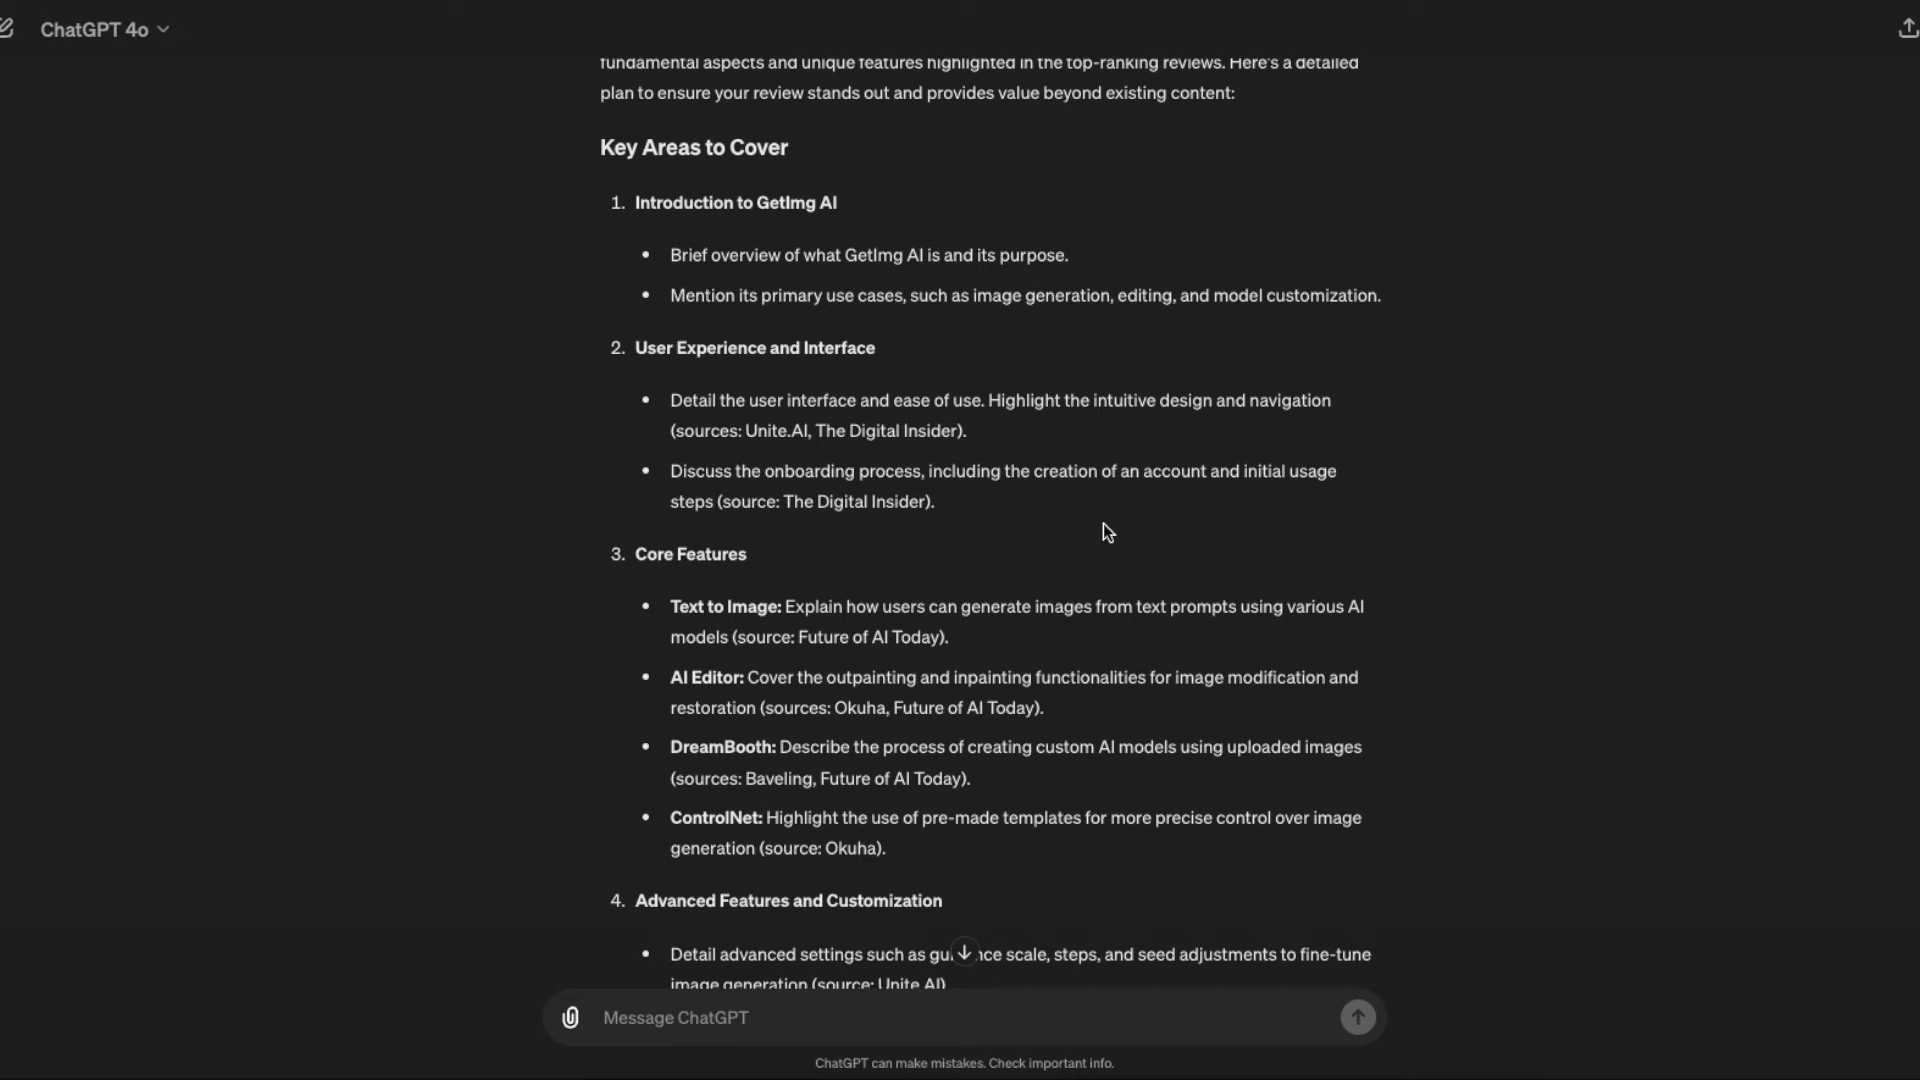 ChatGPT 4o
fundamental aspects and unique features highlighted in the top-ranking reviews. Here's a detailed
plan to ensure your review stands out and provides value beyond existing content:
Key Areas to Cover
1. Introduction to GetImg AI
• Brief overview of what GetImg AI is and its purpose.
• Mention its primary use cases, such as image generation, editing, and model customization.
2. User Experience and Interface
• Detail the user interface and ease of use. Highlight the intuitive design and navigation
(sources: Unite.AI, The Digital Insider).
• Discuss the onboarding process, including the creation of an account and initial usage
steps (source: The Digital Insider).
3. Core Features
• Text to Image: Explain how users can generate images from text prompts using various AI
models (source: Future of AI Today).
• AI Editor: Cover the outpainting and inpainting functionalities for image modification and
restoration (sources: Okuha, Future of AI Today).
• DreamBooth: Describe the process of creating custom AI models using uploaded images
(sources: Baveling, Future of AI Today).
• ControlNet: Highlight the use of pre-made templates for more precise control over image
generation (source: Okuha).
4. Advanced Features and Customization
• Detail advanced settings such as guidance scale, steps, and seed adjustments to fine-tune
image generation (source: Unite.AI)
Message ChatGPT
ChatGPT can make mistakes. Check important info.